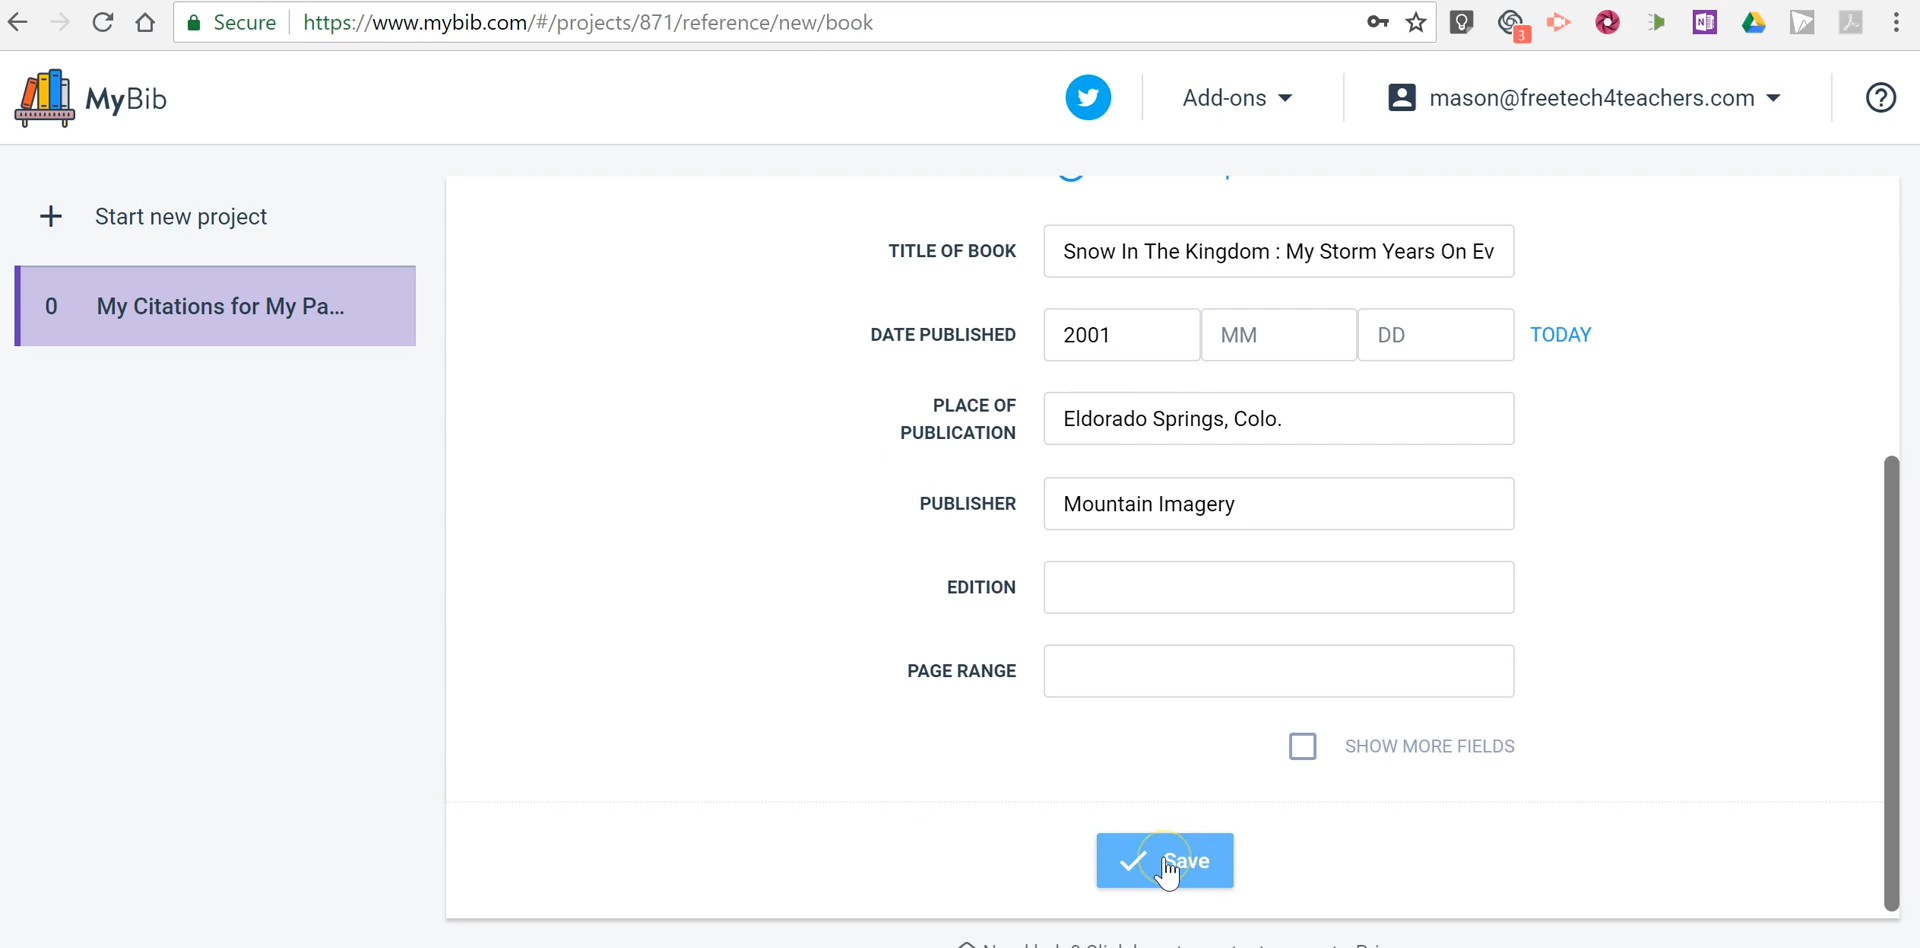 Secure https://www.mybib.com/#/projects/871/reference/new/book
3
MyBib
Add-ons
mason@freetech4teachers.com
Start new project
0 My Citations for My Pa...
TITLE OF BOOK Snow In The Kingdom : My Storm Years On Ev
DATE PUBLISHED 2001 MM DD TODAY
PLACE OF
PUBLICATION
Eldorado Springs, Colo.
PUBLISHER Mountain Imagery
EDITION
PAGE RANGE
SHOW MORE FIELDS
Save